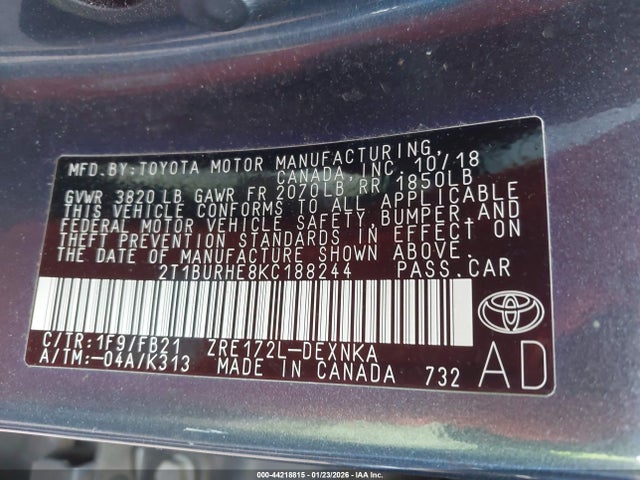 MFD. BY: TOYOTA MOTOR MANUFACTURING,
CANADA, INC. 10/18
GVWR 3820 LB GAWR FR 2070LB RR 1850LB
THIS VEHICLE CONFORMS TO ALL APPLICABLE
FEDERAL MOTOR VEHICLE SAFETY, BUMPER, AND
THEFT PREVENTION STANDARDS IN EFFECT ON
THE DATE OF MANUFACTURE SHOWN ABOVE.
2T1BURHE8KC188244 PASS. CAR
C/TR: 1F9/FB21 ZRE172L-DEXNKA
A/TM: -04A/K313 MADE IN CANADA 732
AD
000-44218815 - 01/23/2026 - COPYRIGHT IAA, Inc.